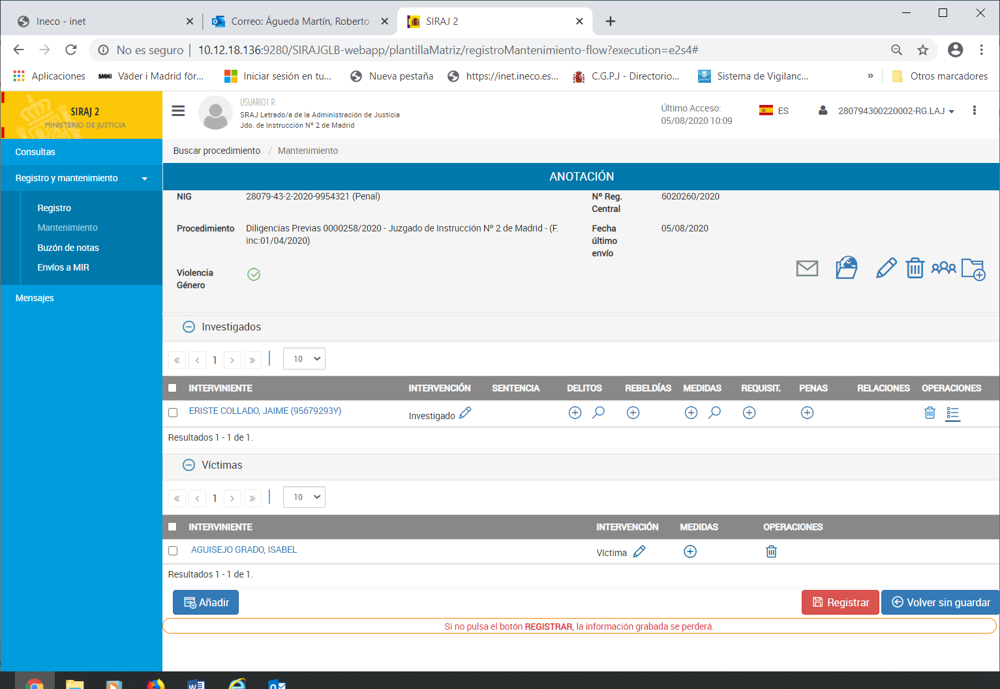 Ineco - inet
Correo: Águeda Martín, Roberto
SIRAJ 2
No es seguro | 10.12.18.136:9280/SIRAJGLB-webapp/plantillaMatriz/registroMantenimiento-flow?execution=e2s4#
Aplicaciones
SMHI Väder i Madrid för...
Iniciar sesión en tu...
Nueva pestaña
https://inet.ineco.es...
C.G.P.J - Directorio...
Sistema de Vigilanc...
»
Otros marcadores
SIRAJ 2
MINISTERIO DE JUSTICIA
USUARIO1 R
SRAJ Letrado/a de la Administración de Justicia
Jdo. de Instrucción Nº 2 de Madrid
Último Acceso:
05/08/2020 10:09
ES
280794300220002-RG.LAJ
Consultas
Registro y mantenimiento
Registro
Mantenimiento
Buzón de notas
Envíos a MIR
Mensajes
Buscar procedimiento / Mantenimiento
ANOTACIÓN
NIG 28079-43-2-2020-9954321 (Penal)
Nº Reg.
Central
6020260/2020
Procedimiento Diligencias Previas 0000258/2020 - Juzgado de Instrucción Nº 2 de Madrid - (F.
inc:01/04/2020)
Fecha
último
envío
05/08/2020
Violencia
Género
Investigados
« ‹ 1 › » 10
INTERVINIENTE INTERVENCIÓN SENTENCIA DELITOS REBELDÍAS MEDIDAS REQUISIT. PENAS RELACIONES OPERACIONES
ERISTE COLLADO, JAIME (95679293Y) Investigado
Resultados 1 - 1 de 1.
Víctimas
« ‹ 1 › » 10
INTERVINIENTE INTERVENCIÓN MEDIDAS OPERACIONES
AGUISEJO GRADO, ISABEL Víctima
Resultados 1 - 1 de 1.
Añadir Registrar Volver sin guardar
Si no pulsa el botón REGISTRAR, la información grabada se perderá.